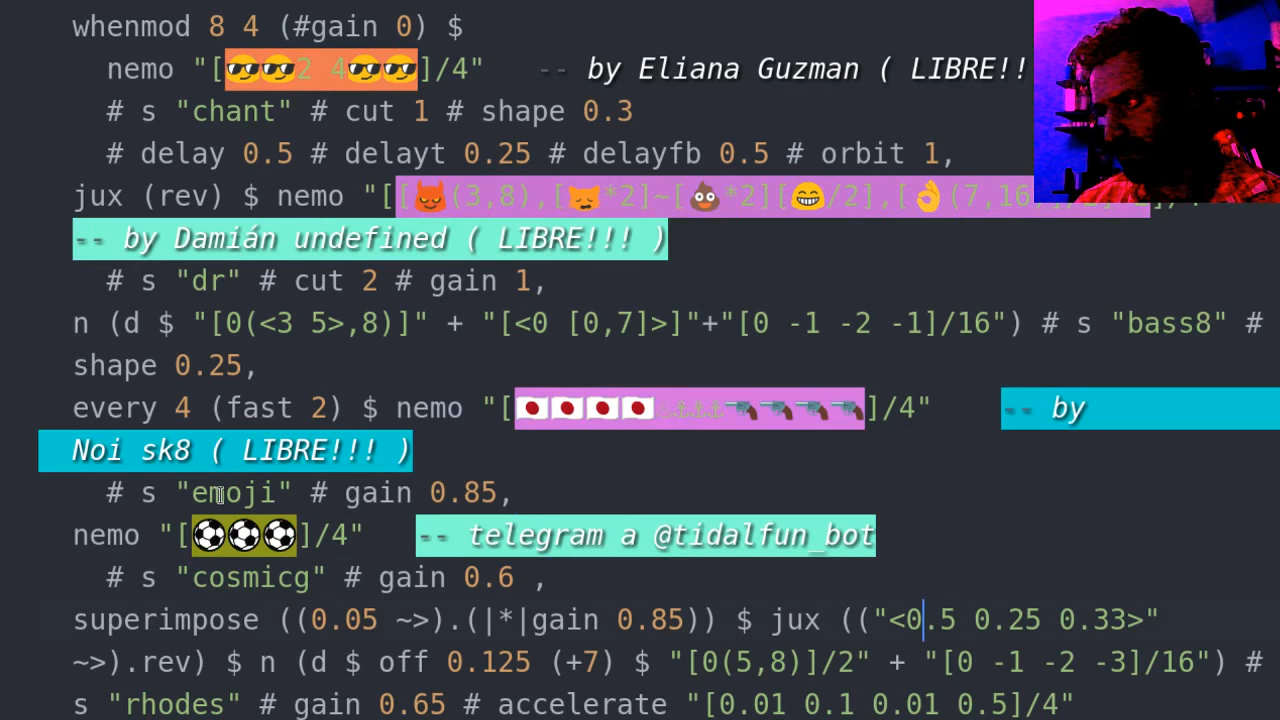 whenmod 8 4 (#gain 0) $
nemo "[😎😎2 4😎😎]/4" -- by Eliana Guzman ( LIBRE!!
# s "chant" # cut 1 # shape 0.3
# delay 0.5 # delayt 0.25 # delayfb 0.5 # orbit 1,
jux (rev) $ nemo "[[👿(3,8),[😿*2]~[💩*2][😁/2],[👌(7,16
-- by Damián undefined ( LIBRE!!! )
# s "dr" # cut 2 # gain 1,
n (d $ "[0(<3 5>,8)]" + "[<0 [0,7]>]"+"[0 -1 -2 -1]/16") # s "bass8" #
shape 0.25,
every 4 (fast 2) $ nemo "[🇯🇵🇯🇵🇯🇵🇯🇵⚓⚓⚓⚓🔫🔫🔫🔫]/4" -- by
Noi sk8 ( LIBRE!!! )
# s "emoji" # gain 0.85,
nemo "[⚽⚽⚽]/4" -- telegram a @tidalfun_bot
# s "cosmicg" # gain 0.6 ,
superimpose ((0.05 ~>).(|*|gain 0.85)) $ jux (("<0.5 0.25 0.33>"
~>).rev) $ n (d $ off 0.125 (+7) $ "[0(5,8)]/2" + "[0 -1 -2 -3]/16") #
s "rhodes" # gain 0.65 # accelerate "[0.01 0.1 0.01 0.5]/4"